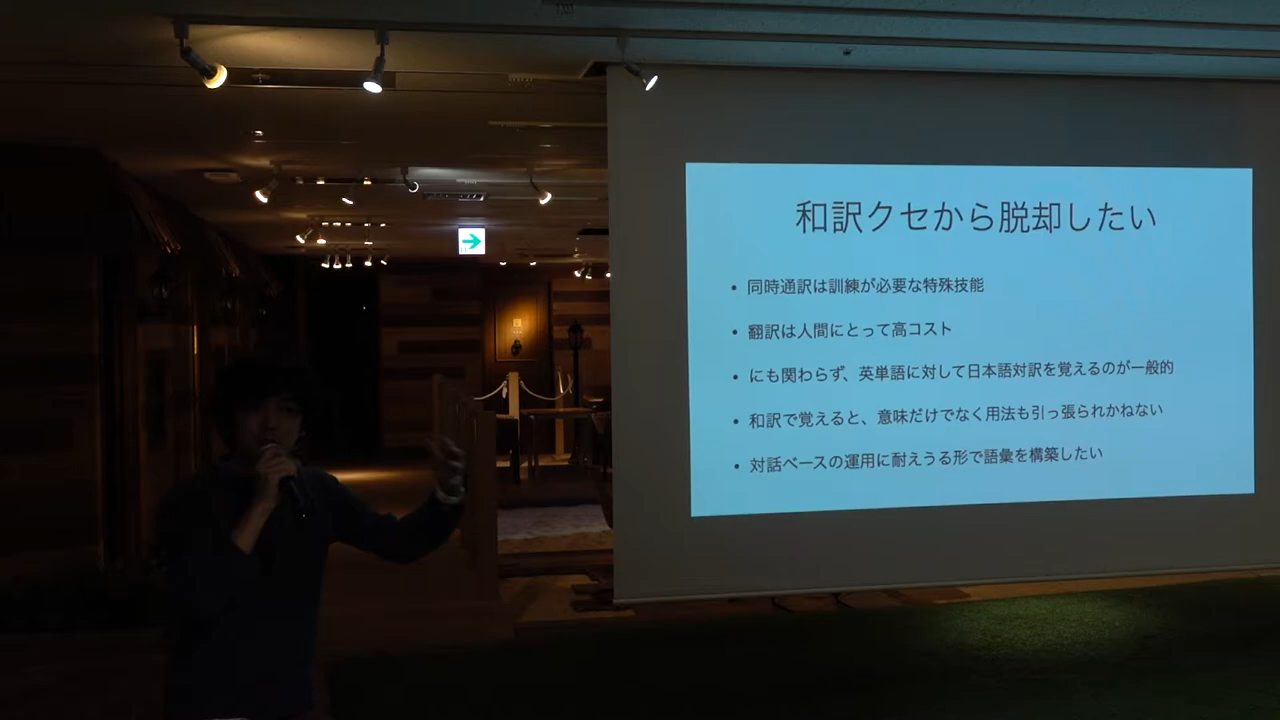 和訳クセから脱却したい
• 同時通訳は訓練が必要な特殊技能
• 翻訳は人間にとって高コスト
• にも関わらず、英単語に対して日本語対訳を覚えるのが一般的
• 和訳で覚えると、意味だけでなく用法も引っ張られかねない
• 対話ベースの運用に耐えうる形で語彙を構築したい